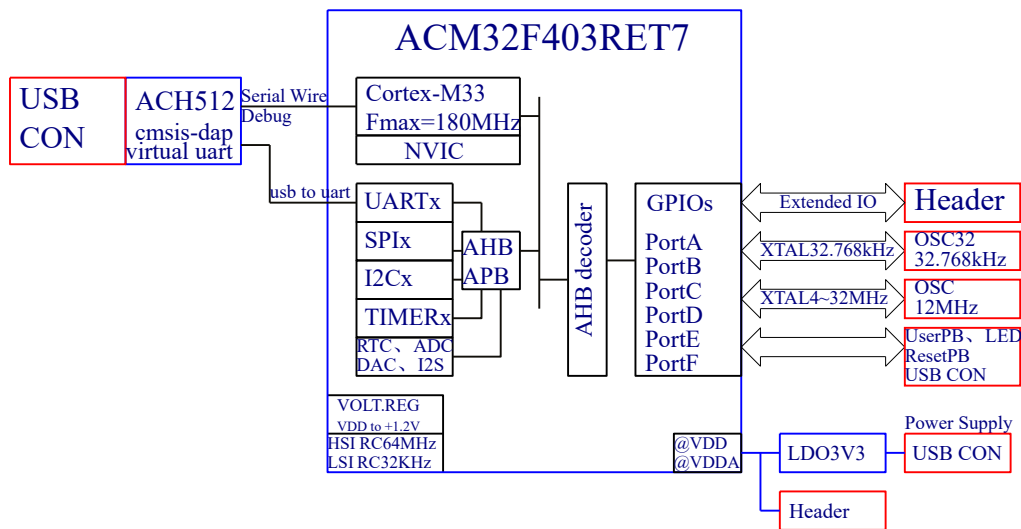 ACM32F403RET7
USB
CON
ACH512
cmsis-dap
virtual uart
Serial Wire
Debug
usb to uart
Cortex-M33
Fmax=180MHz
NVIC
UARTx
SPIx
I2Cx
TIMERx
RTC、ADC
DAC、I2S
AHB
APB
AHB decoder
GPIOs
PortA
PortB
PortC
PortD
PortE
PortF
Extended IO
XTAL32.768kHz
XTAL4~32MHz
Header
OSC32
32.768kHz
OSC
12MHz
UserPB、LED
ResetPB
USB CON
VOLT.REG
VDD to +1.2V
HSI RC64MHz
LSI RC32KHz
@VDD
@VDDA
LDO3V3
Power Supply
USB CON
Header